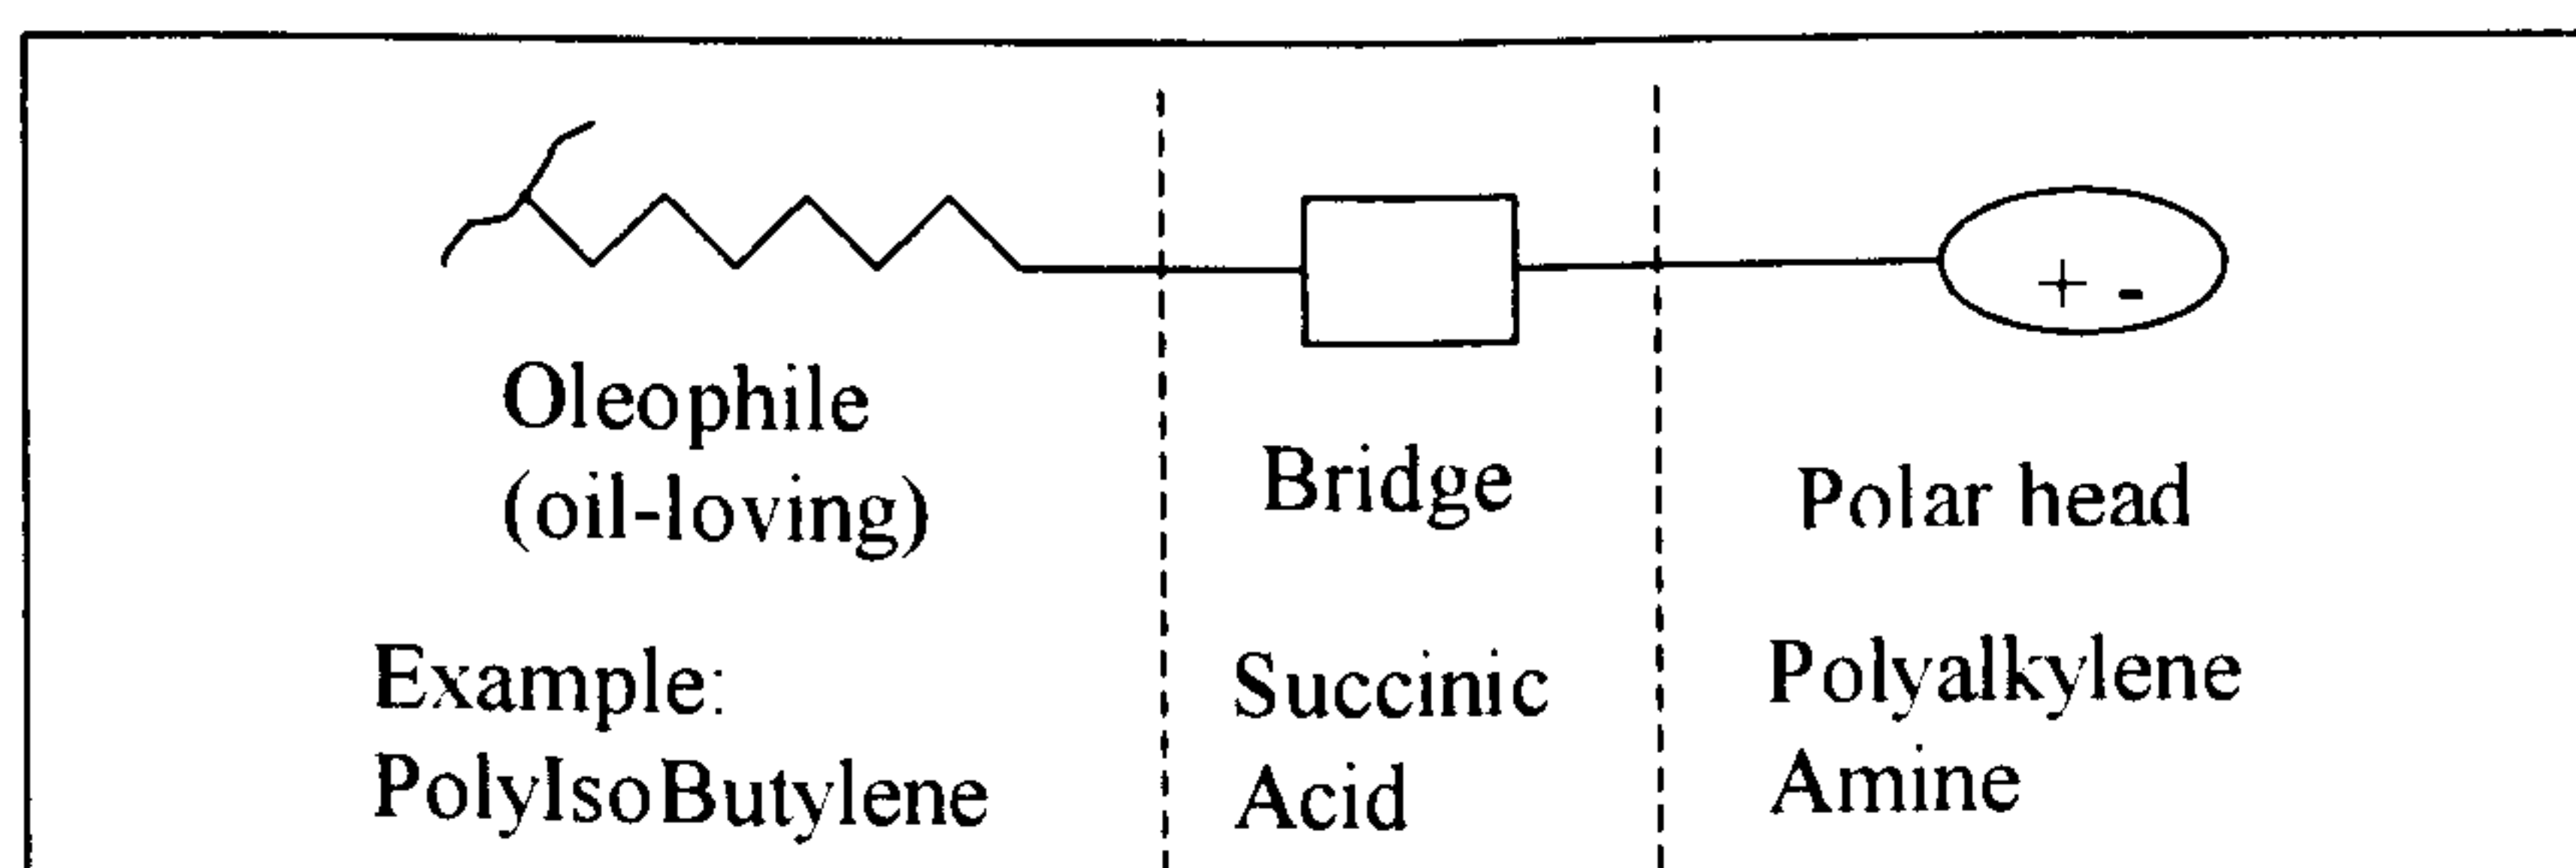 + -
Oleophile
(oil-loving)
Bridge
Polar head
Example:
PolyIsoButylene
Succinic
Acid
Polyalkylene
Amine